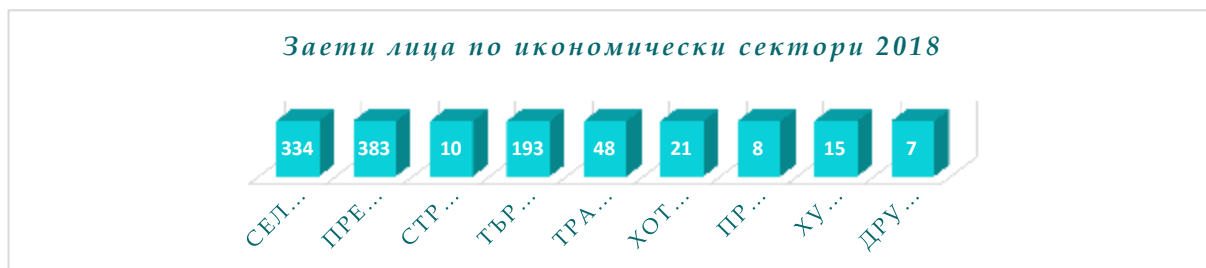 Заети лица по икономически сектори 2018
334 383 10 193 48 21 8 15 7
СЕЛ... ПРЕ... СТР... ТЪР... ТРА... ХОТ... ПР... ХУ... ДРУ...